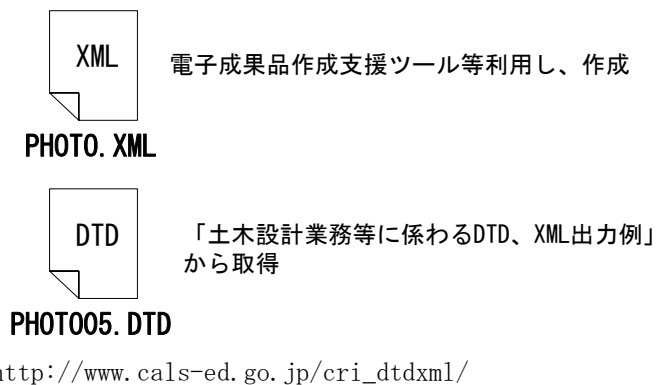 XML
電子成果品作成支援ツール等利用し、作成
PHOTO.XML
DTD
「土木設計業務等に係わるDTD、XML出力例」
から取得
PHOTO05.DTD
http://www.cals-ed.go.jp/cri_dtdxml/